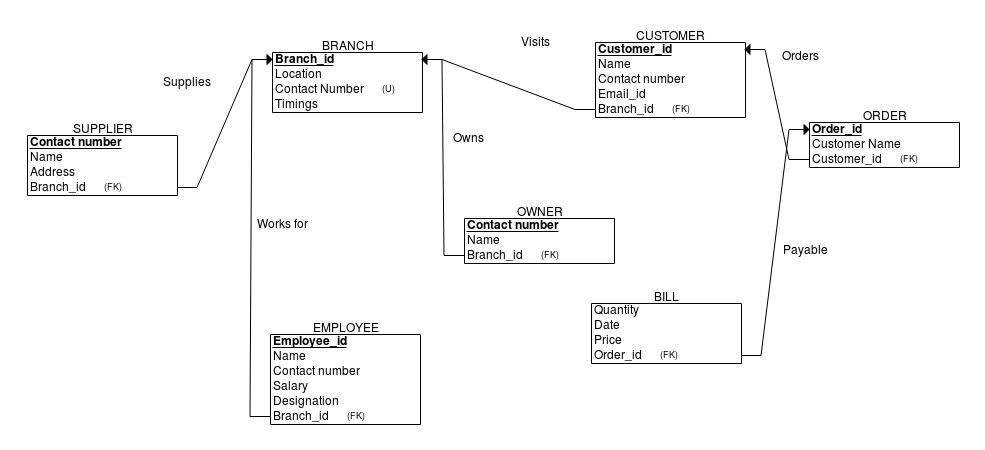 BRANCH
Branch_id
Location
Contact Number (U)
Timings
Visits
CUSTOMER
Customer_id
Name
Contact number
Email_id
Branch_id (FK)
Orders
ORDER
Order_id
Customer Name
Customer_id (FK)
Supplies
SUPPLIER
Contact number
Name
Address
Branch_id (FK)
Owns
Works for
OWNER
Contact number
Name
Branch_id (FK)
Payable
BILL
Quantity
Date
Price
Order_id (FK)
EMPLOYEE
Employee_id
Name
Contact number
Salary
Designation
Branch_id (FK)